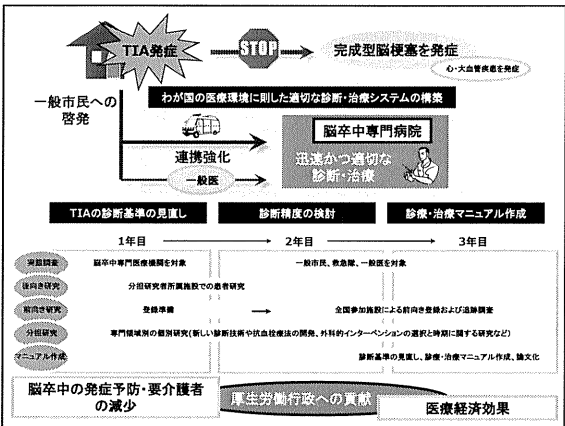 TIA発症
STOP
完成型脳梗塞を発症
心・大血管疾患を発症
一般市民への
啓発
わが国の医療環境に則した適切な診断・治療システムの構築
脳卒中専門病院
連携強化
迅速かつ適切な
診断・治療
一般医
TIAの診断基準の見直し
診断精度の検討
診療・治療マニュアル作成
1年目
2年目
3年目
実態調査
脳卒中専門医療機関を対象
一般市民、救急隊、一般医を対象
後向き研究
分担研究者所属施設での患者研究
前向き研究
登録準備
全国参加施設による前向き登録および追跡調査
分担研究
専門領域別の個別研究(新しい診断技術や抗血栓療法の開発、外科的インターベンションの選択と時期に関する研究など)
マニュアル作成
診断基準の見直し、診療・治療マニュアル作成、論文化
脳卒中の発症予防・要介護者
の減少
厚生労働行政への貢献
医療経済効果